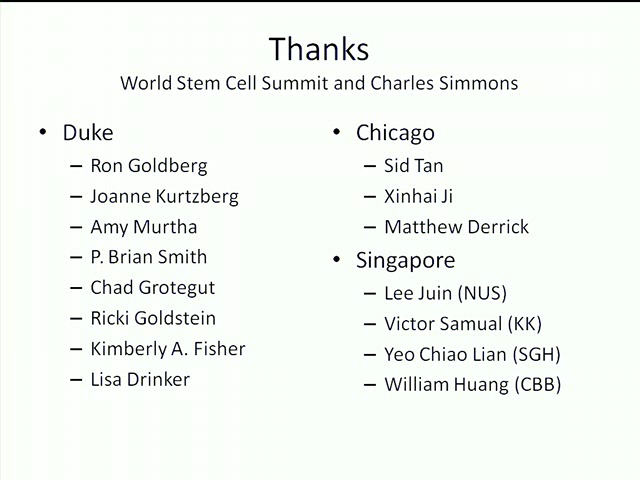 Thanks
World Stem Cell Summit and Charles Simmons
• Duke
– Ron Goldberg
– Joanne Kurtzberg
– Amy Murtha
– P. Brian Smith
– Chad Grotegut
– Ricki Goldstein
– Kimberly A. Fisher
– Lisa Drinker
• Chicago
– Sid Tan
– Xinhai Ji
– Matthew Derrick
• Singapore
– Lee Juin (NUS)
– Victor Samual (KK)
– Yeo Chiao Lian (SGH)
– William Huang (CBB)